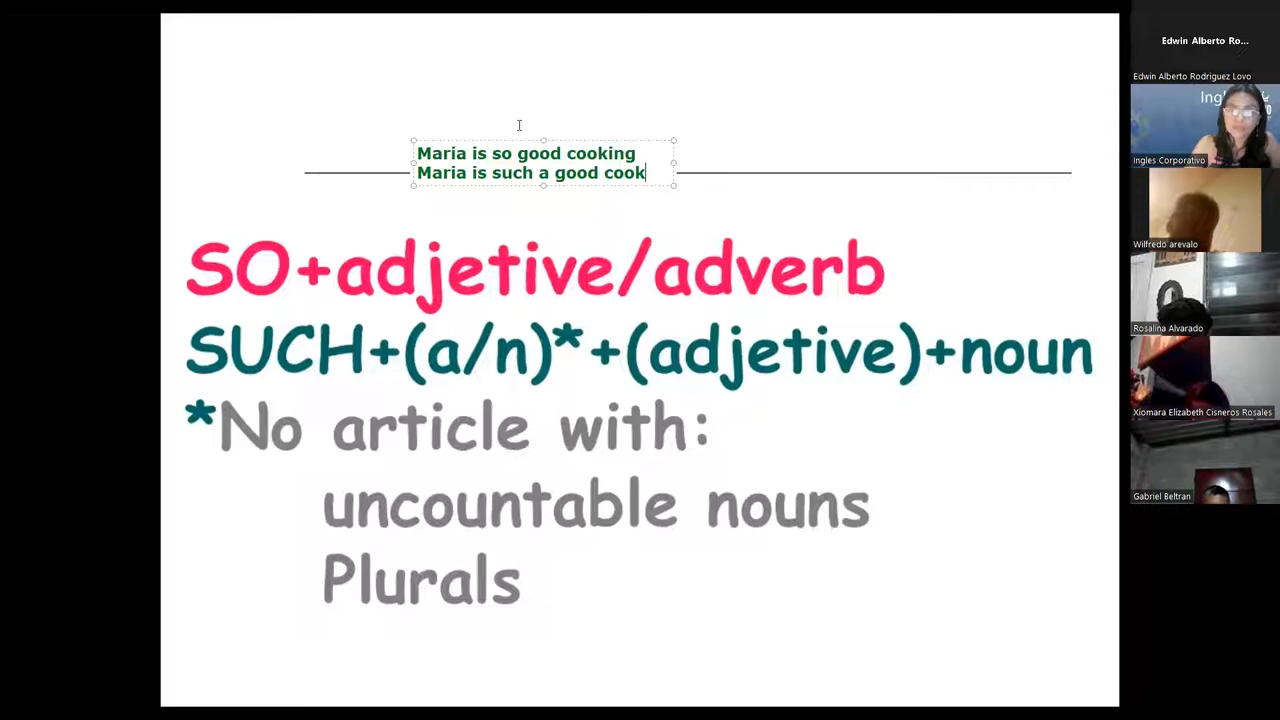 Maria is so good cooking
Maria is such a good cook
SO+adjetive/adverb
SUCH+(a/n)*+(adjetive)+noun
*No article with:
uncountable nouns
Plurals
Edwin Alberto Ro...
Edwin Alberto Rodriguez Lovo
Ingles Corporativo
Wilfredo arevalo
Rosalina Alvarado
Xiomara Elizabeth Cisneros Rosales
Gabriel Beltran